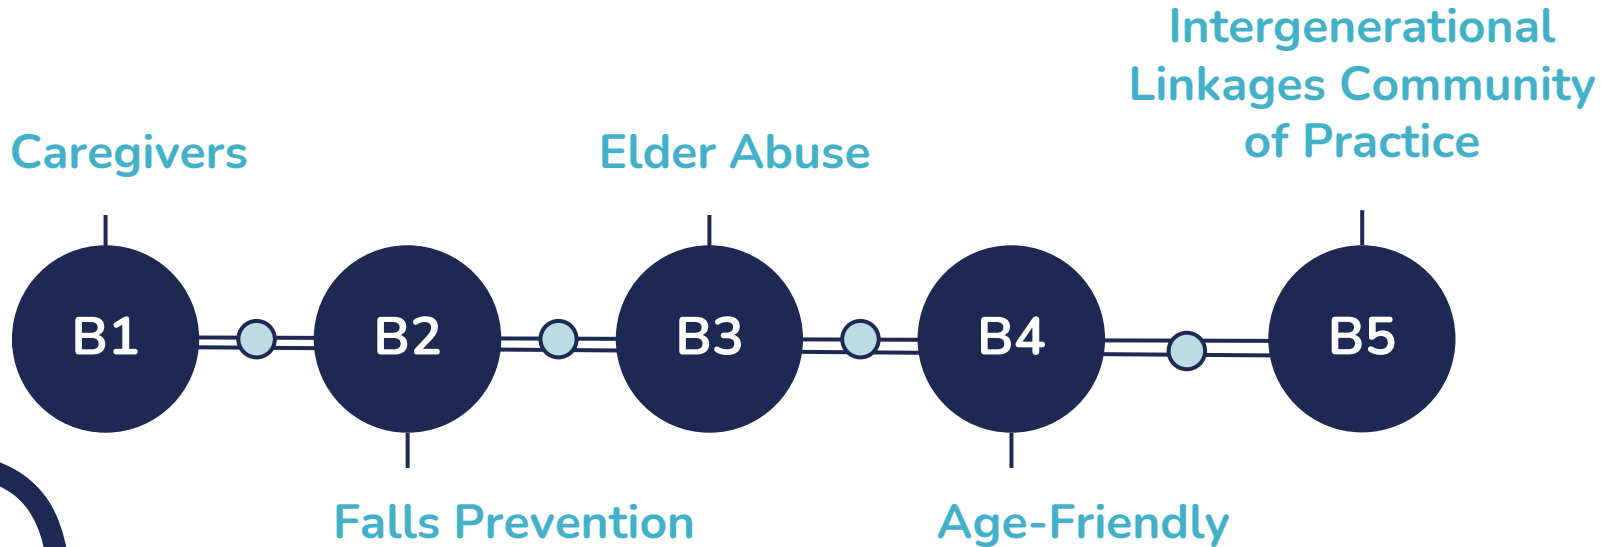 Intergenerational
Linkages Community
of Practice
Caregivers
Elder Abuse
B1
B2
B3
B4
B5
Falls Prevention
Age-Friendly